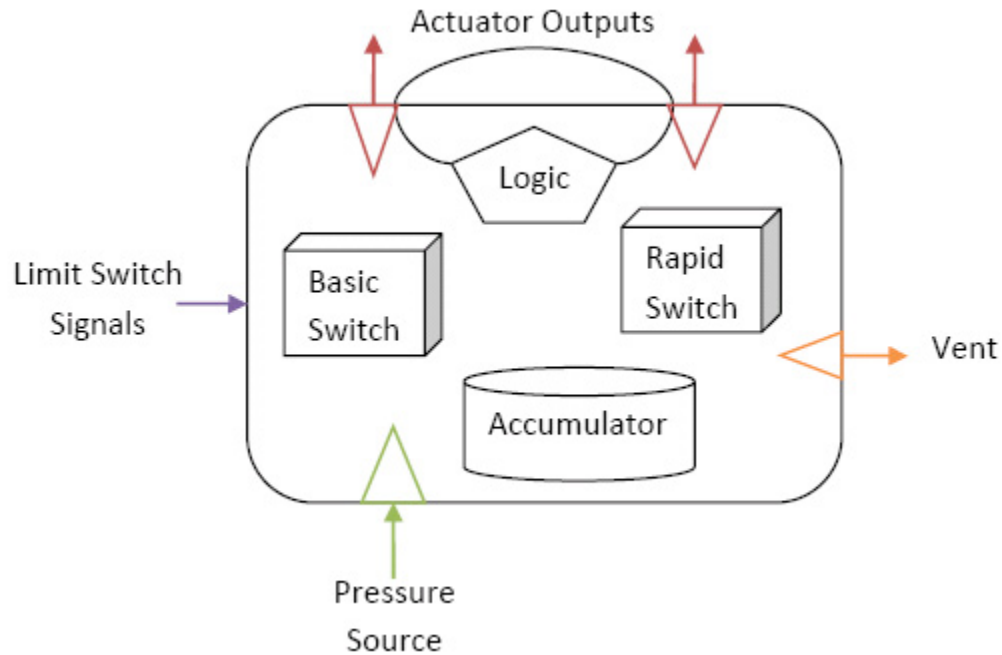 Actuator Outputs
Logic
Rapid
Switch
Basic
Switch
Limit Switch
Signals
Vent
Accumulator
Pressure
Source